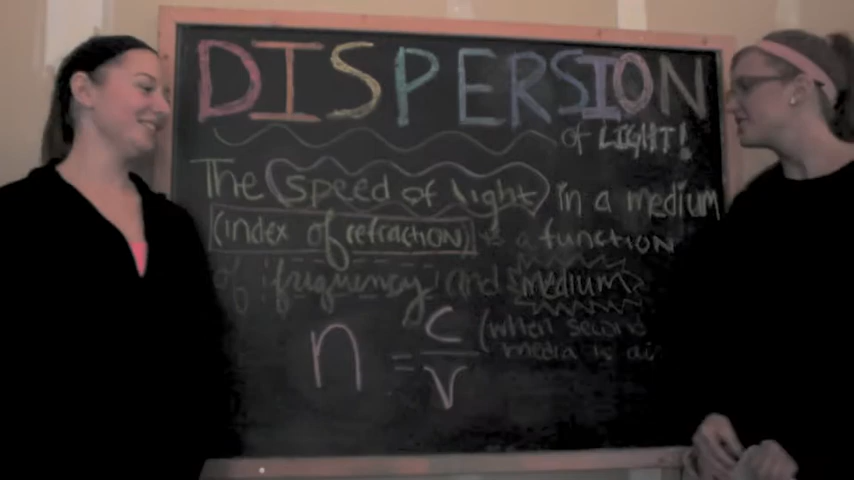 DISPERSION
of LIGHT!
The speed of light in a medium
(index of refraction) is a function
of frequency and medium
n = c/v
(when second
media is air